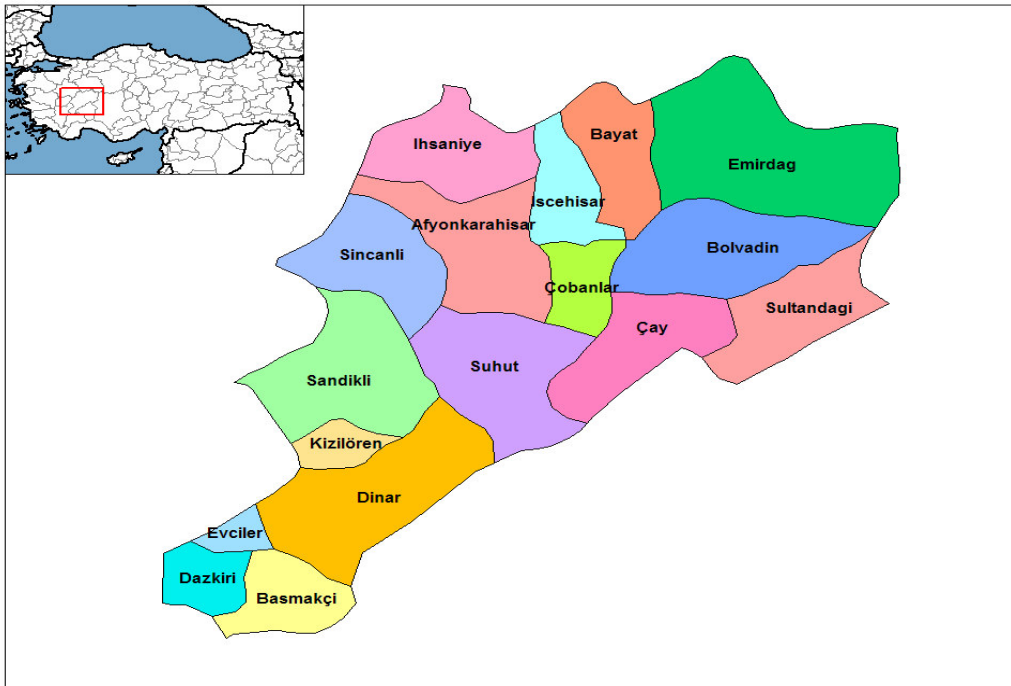 Bayat
Ihsaniye
Emirdag
Iscehisar
Afyonkarahisar
Bolvadin
Sincanli
Çobanlar
Sultandagi
Çay
Suhut
Sandikli
Kizilören
Dinar
Evciler
Dazkiri
Basmakçi